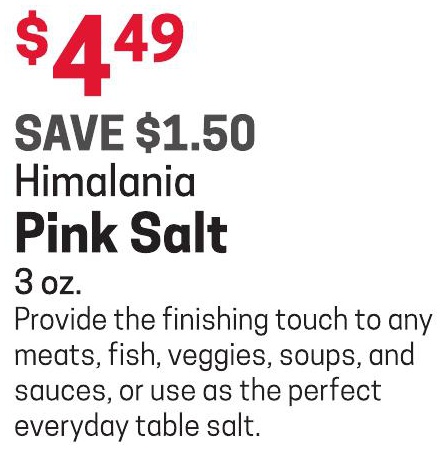 $4.49
SAVE $1.50
Himalania
Pink Salt
3 oz.
Provide the finishing touch to any
meats, fish, veggies, soups, and
sauces, or use as the perfect
everyday table salt.